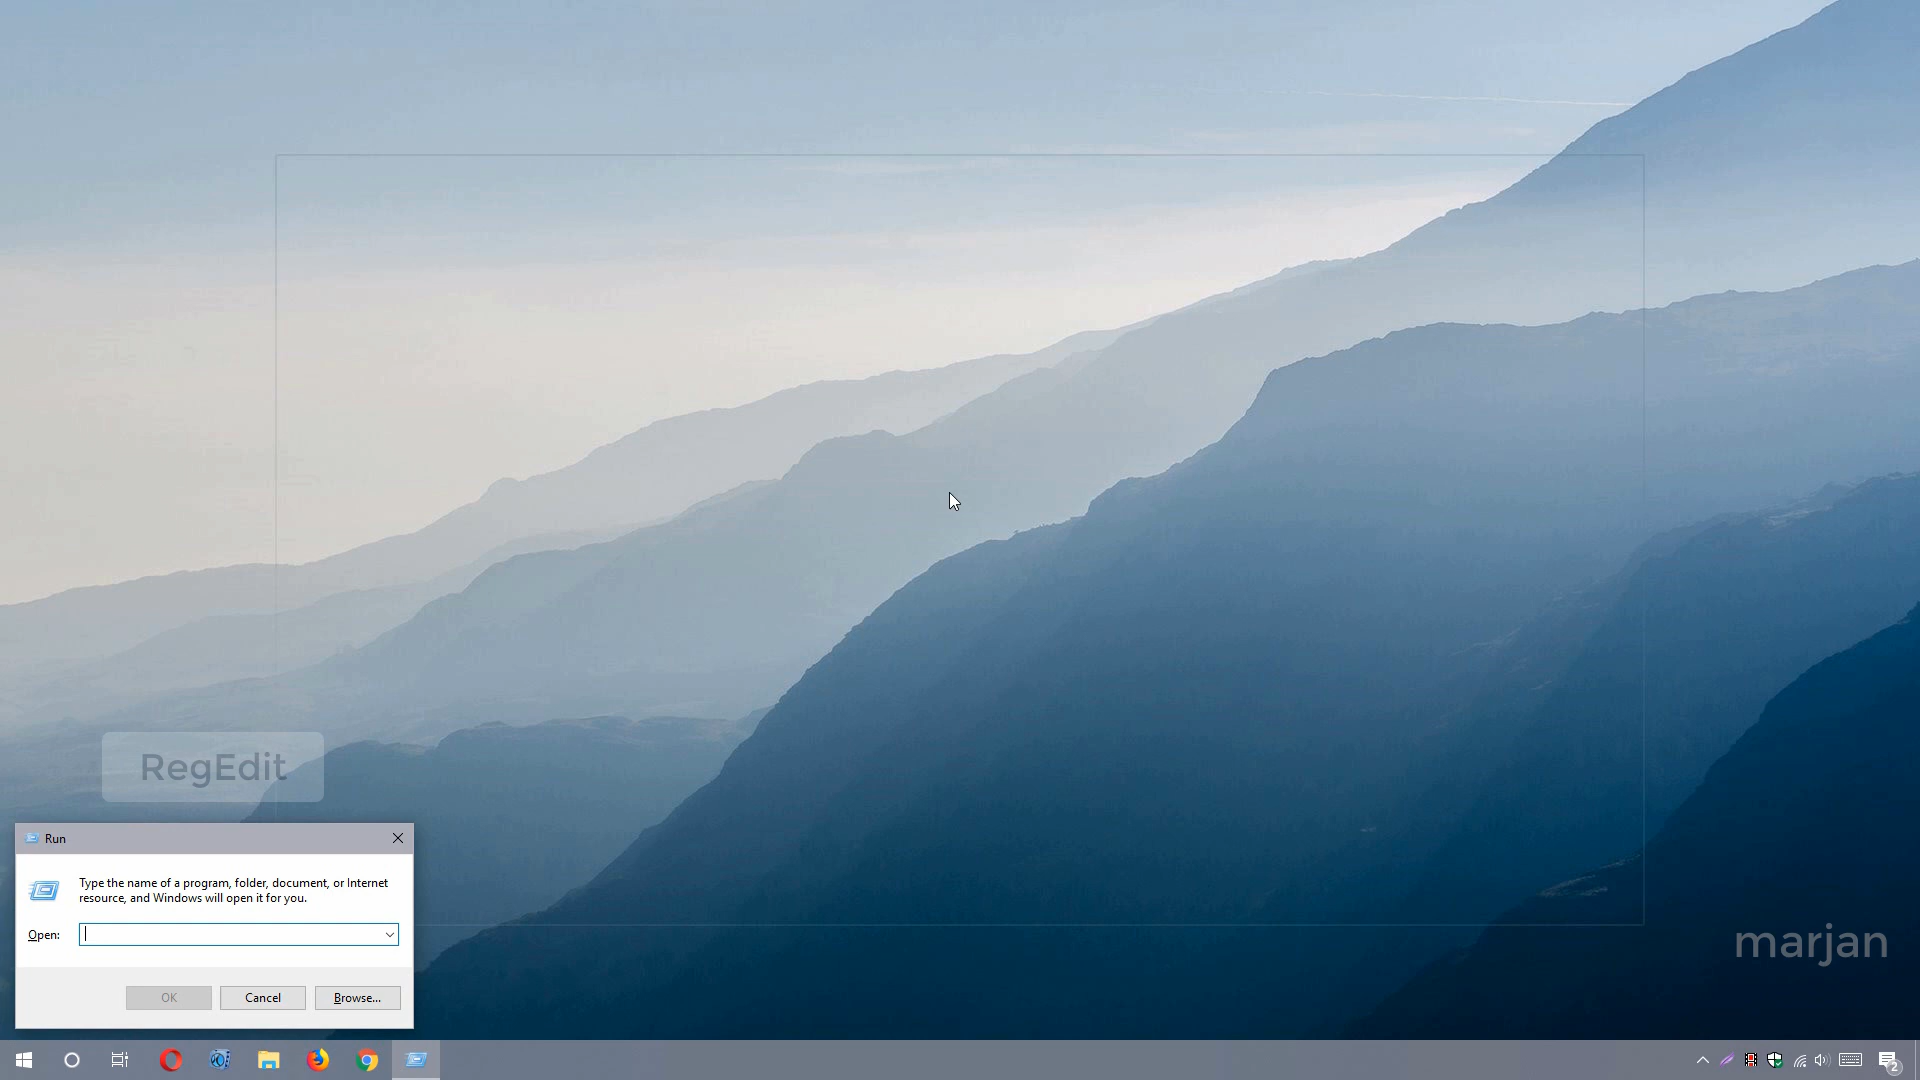 RegEdit
Run
Type the name of a program, folder, document, or Internet
resource, and Windows will open it for you.
Open:
OK
Cancel
Browse...
marjan
2